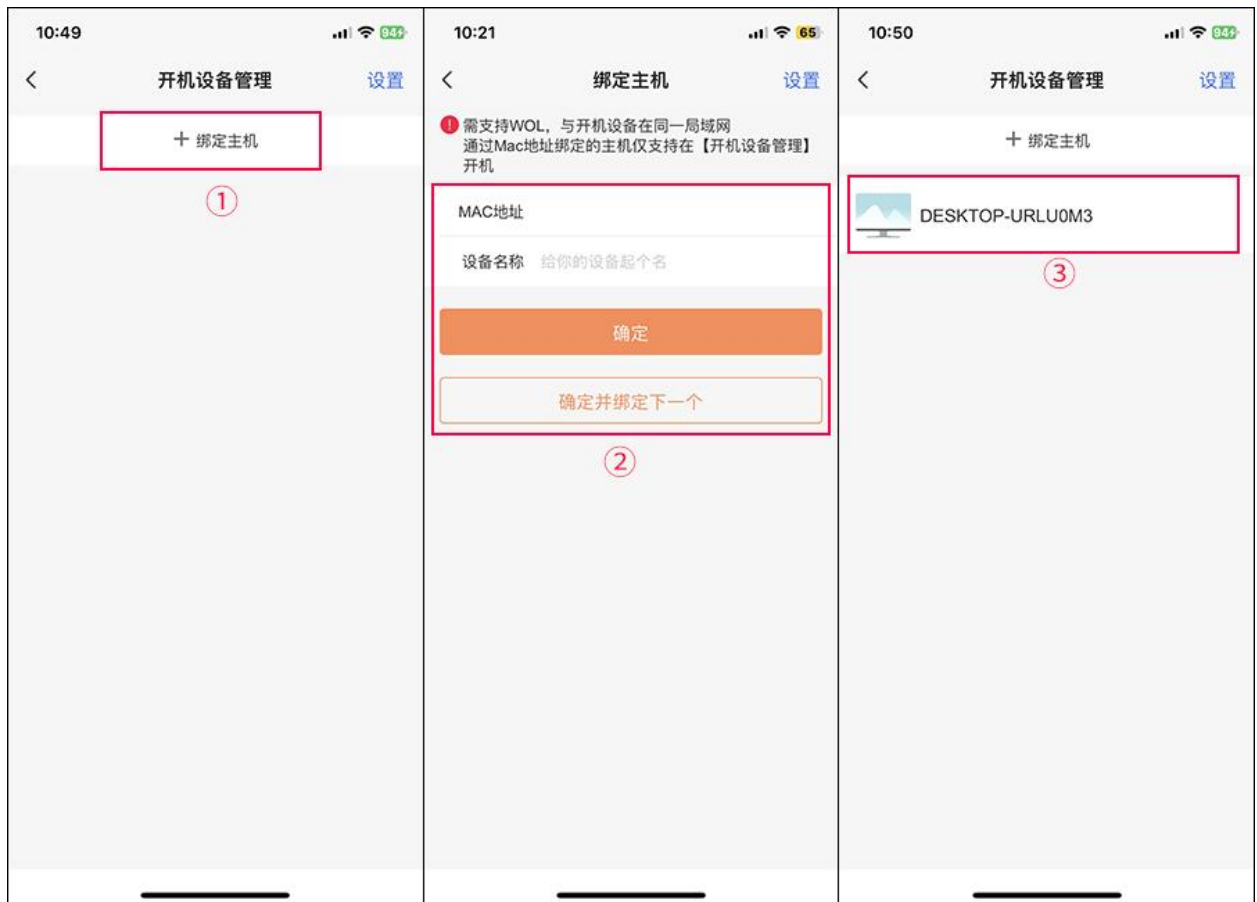 10:49
94
开机设备管理
设置
+ 绑定主机
①
10:21
65
绑定主机
设置
需支持WOL，与开机设备在同一局域网
通过Mac地址绑定的主机仅支持在【开机设备管理】
开机
MAC地址
设备名称 给你的设备起个名
确定
确定并绑定下一个
②
10:50
94
开机设备管理
设置
+ 绑定主机
DESKTOP-URLU0M3
③